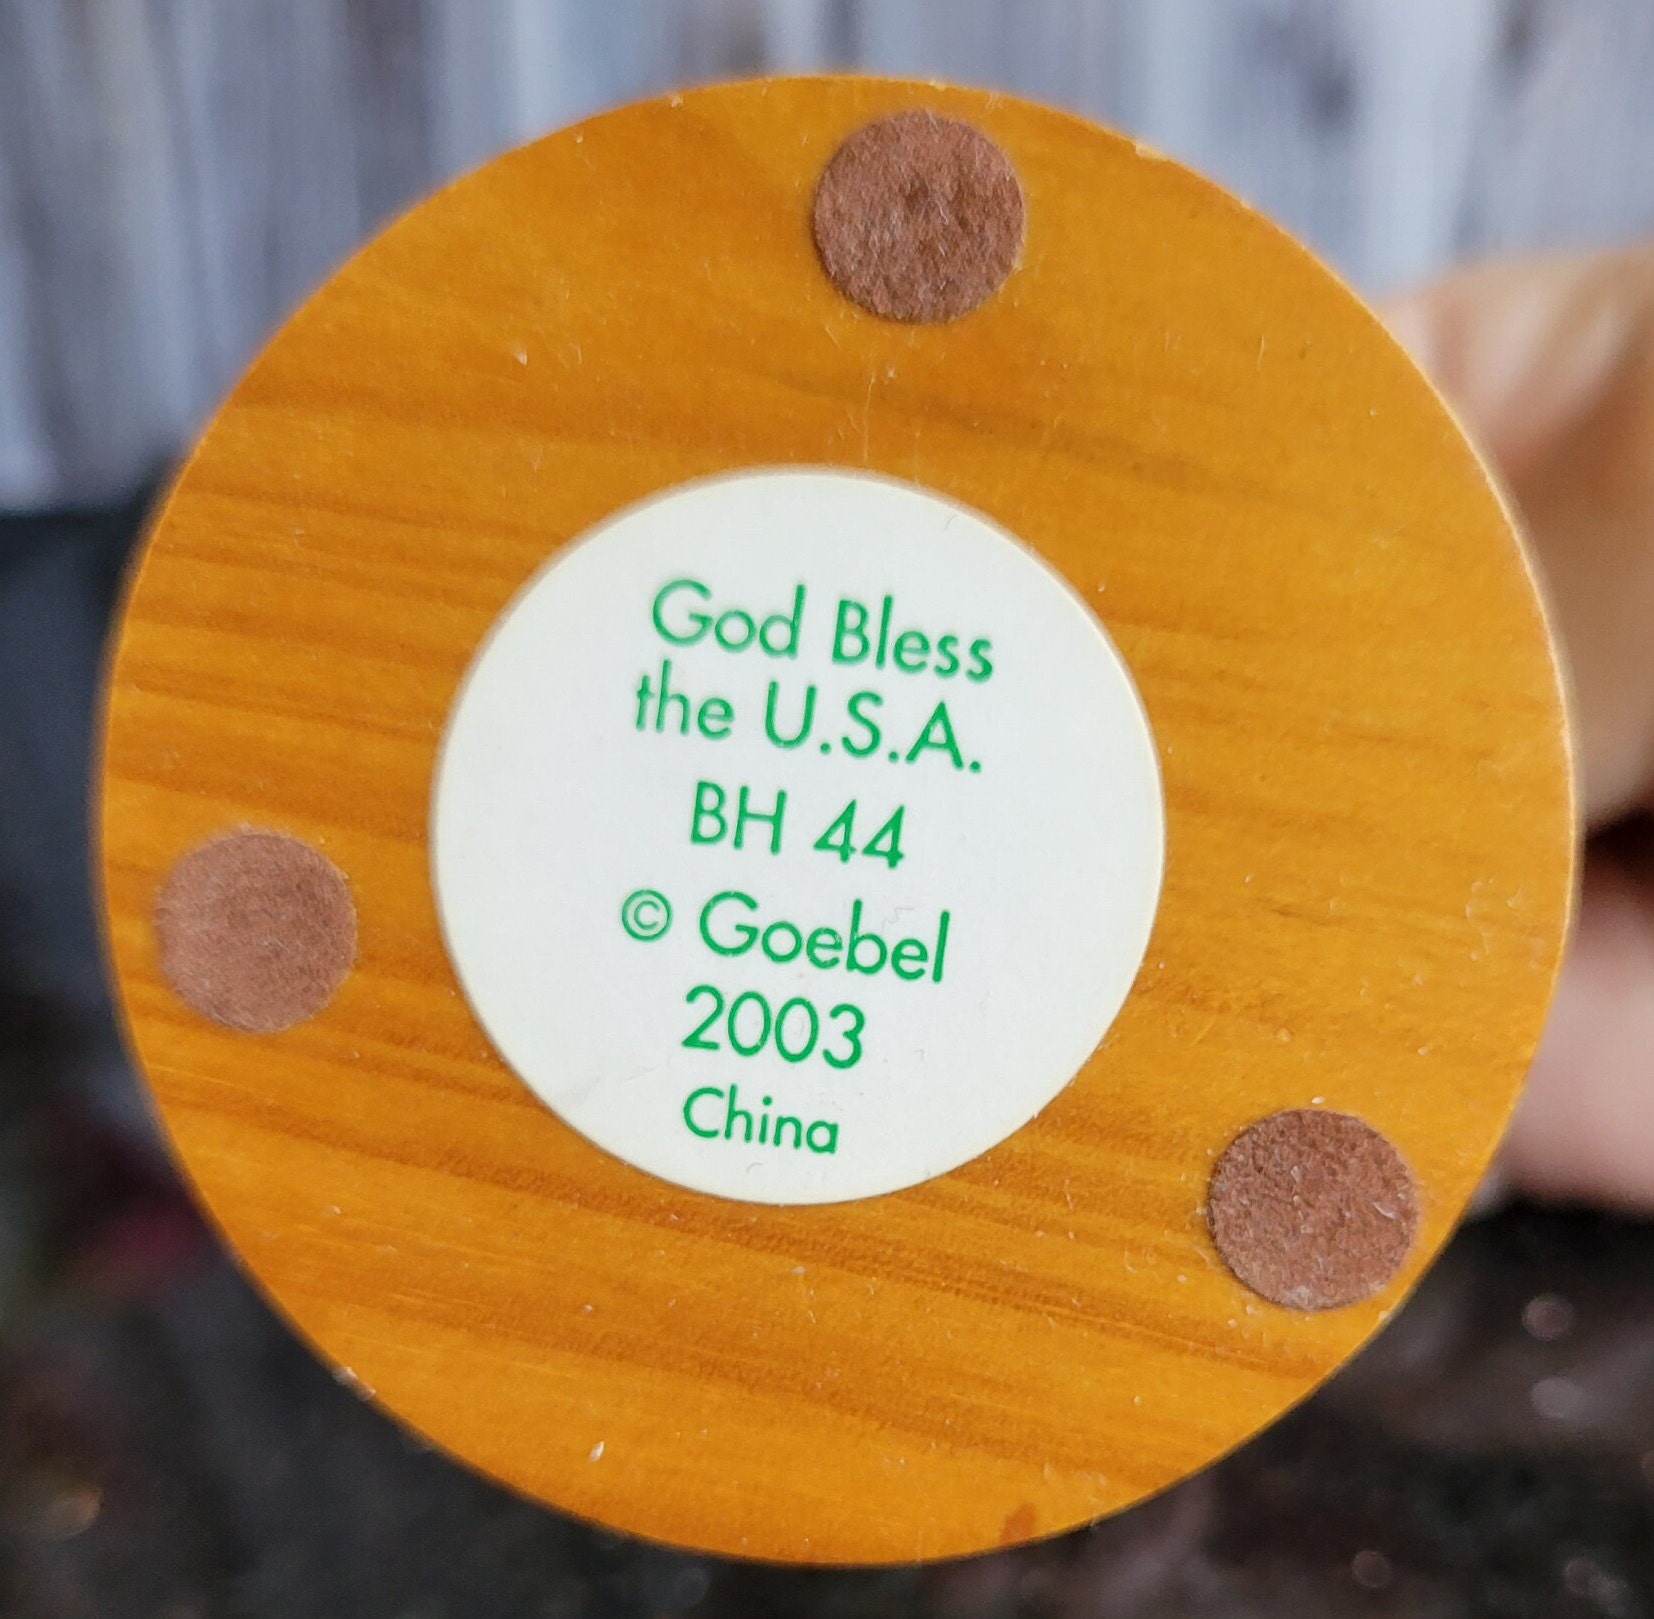 God Bless
the U.S.A.
BH 44
© Goebel
2003
China